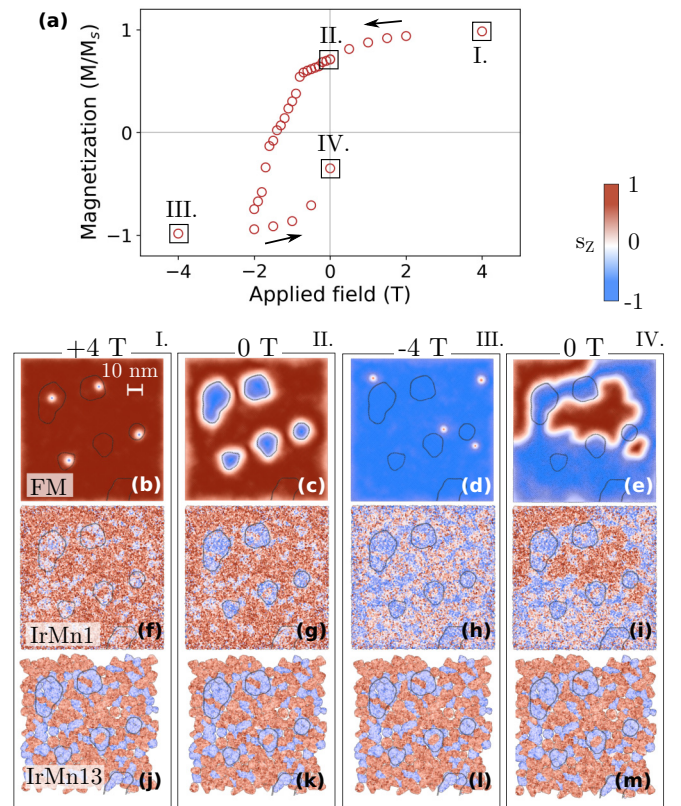 (a)
Magnetization (M/Mₛ)
1
0
−1
II.
I.
IV.
III.
−4
−2
0
2
4
Applied field (T)
1
s_Z 0
-1
+4 T I.
0 T II.
-4 T III.
0 T IV.
10 nm
FM (b)
(c)
(d)
(e)
IrMn1 (f)
(g)
(h)
(i)
IrMn13 (j)
(k)
(l)
(m)